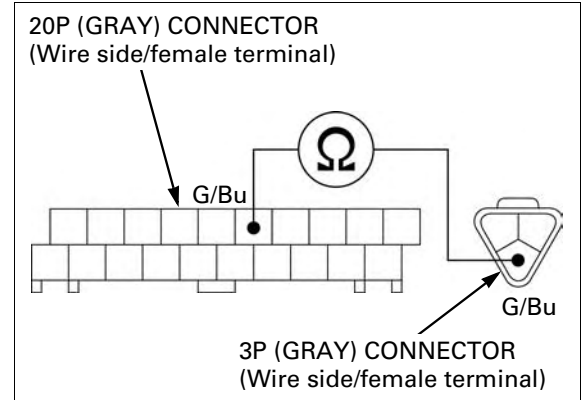 20P (GRAY) CONNECTOR
(Wire side/female terminal)
Ω
G/Bu
G/Bu
3P (GRAY) CONNECTOR
(Wire side/female terminal)